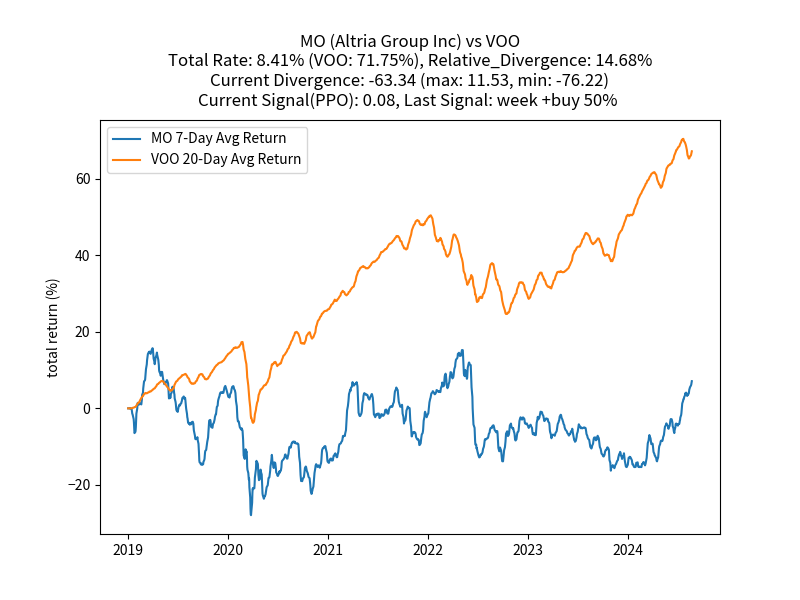 MO (Altria Group Inc) vs VOO
Total Rate: 8.41% (VOO: 71.75%), Relative_Divergence: 14.68%
Current Divergence: -63.34 (max: 11.53, min: -76.22)
Current Signal(PPO): 0.08, Last Signal: week +buy 50%
MO 7-Day Avg Return
VOO 20-Day Avg Return
total return (%)
60
40
20
0
−20
2019 2020 2021 2022 2023 2024